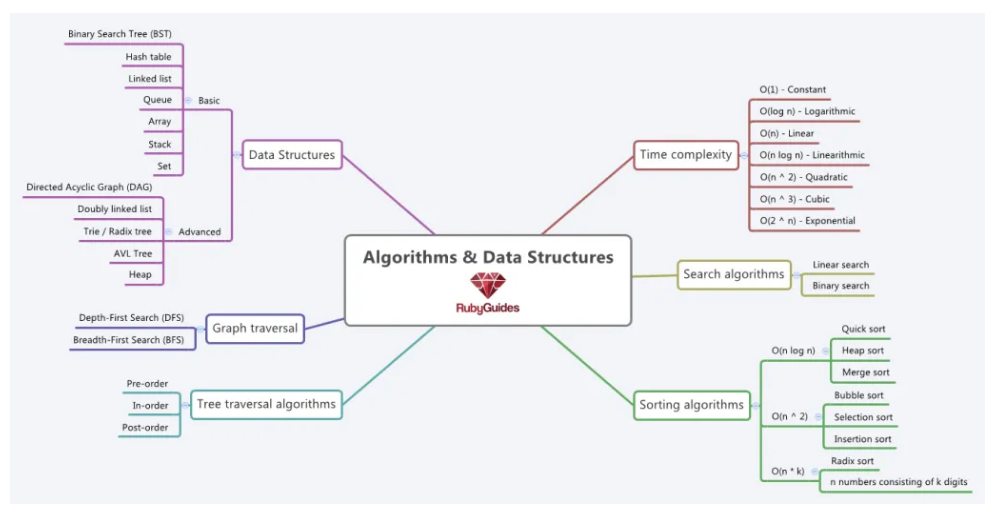 Algorithms & Data Structures
RubyGuides
Data Structures
Basic
Binary Search Tree (BST)
Hash table
Linked list
Queue
Array
Stack
Set
Advanced
Directed Acyclic Graph (DAG)
Doubly linked list
Trie / Radix tree
AVL Tree
Heap
Graph traversal
Depth-First Search (DFS)
Breadth-First Search (BFS)
Tree traversal algorithms
Pre-order
In-order
Post-order
Time complexity
O(1) - Constant
O(log n) - Logarithmic
O(n) - Linear
O(n log n) - Linearithmic
O(n ^ 2) - Quadratic
O(n ^ 3) - Cubic
O(2 ^ n) - Exponential
Search algorithms
Linear search
Binary search
Sorting algorithms
O(n log n)
Quick sort
Heap sort
Merge sort
O(n ^ 2)
Bubble sort
Selection sort
Insertion sort
O(n * k)
Radix sort
n numbers consisting of k digits